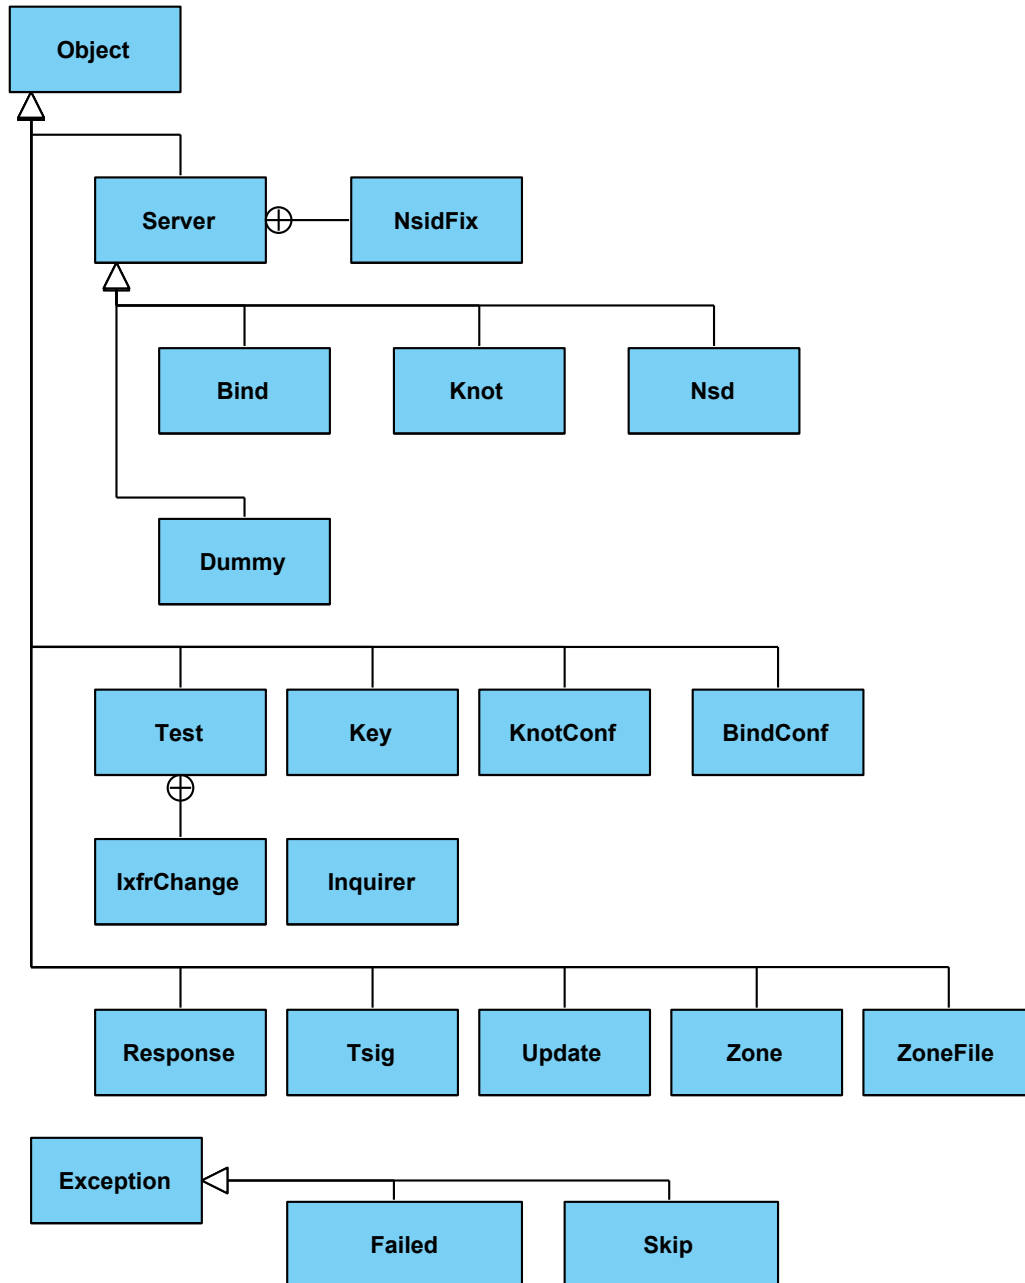 Object
Server
NsidFix
Bind
Knot
Nsd
Dummy
Test
Key
KnotConf
BindConf
IxfrChange
Inquirer
Response
Tsig
Update
Zone
ZoneFile
Exception
Failed
Skip